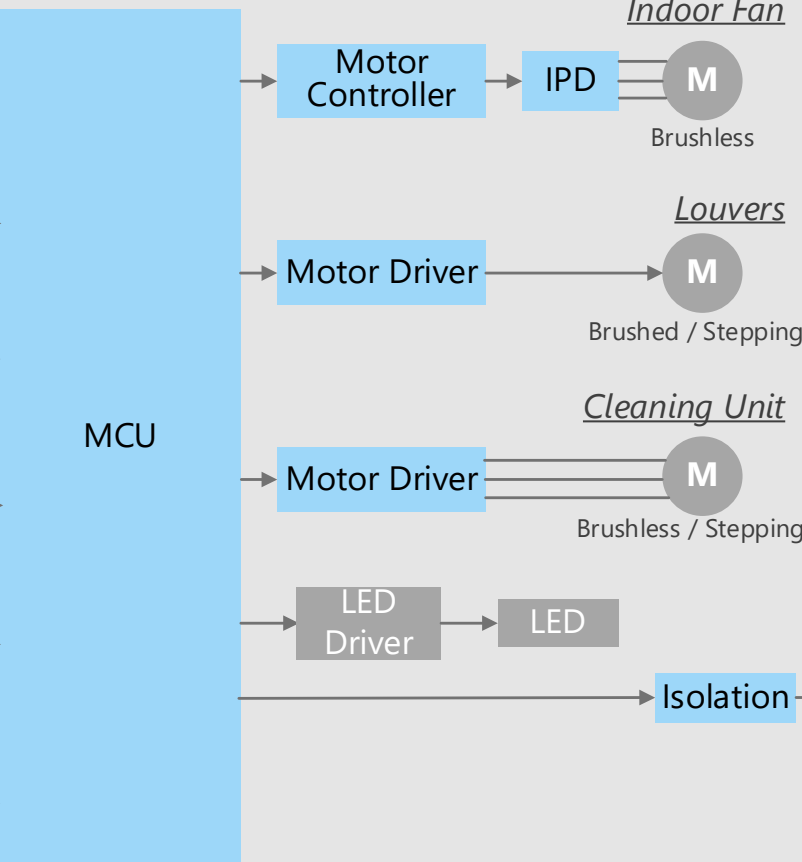 Indoor Fan
Motor
Controller
IPD
M
Brushless
Louvers
Motor Driver
M
Brushed / Stepping
Cleaning Unit
MCU
Motor Driver
M
Brushless / Stepping
LED
Driver
LED
Isolation